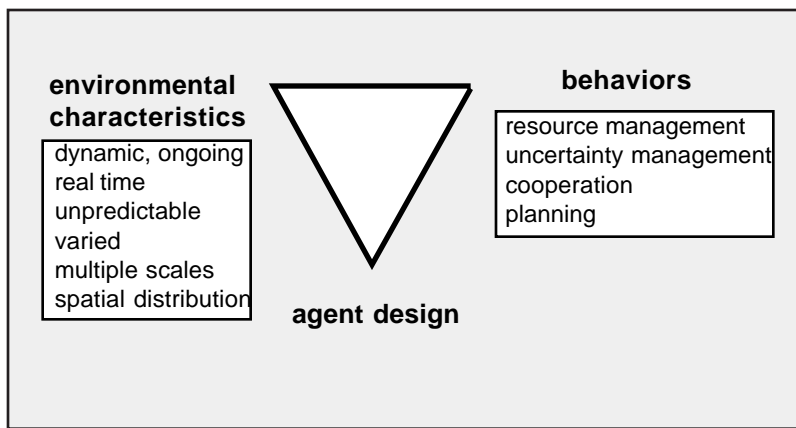 environmental
characteristics
dynamic, ongoing
real time
unpredictable
varied
multiple scales
spatial distribution
behaviors
resource management
uncertainty management
cooperation
planning
agent design